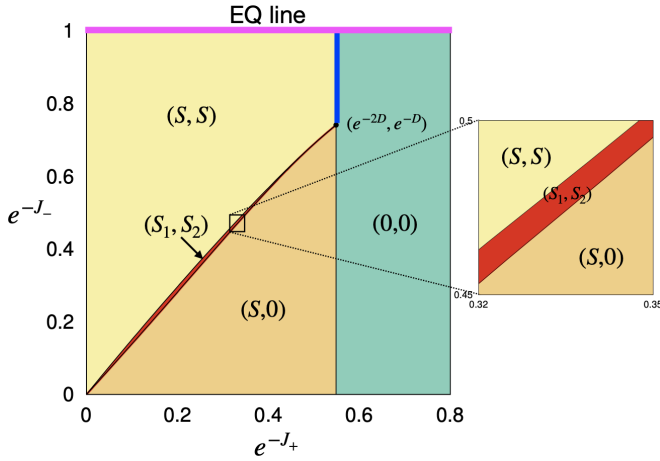 EQ line
1
0.8
0.6
0.4
0.2
0
e^{-J_-}
(S, S)
(e^{-2D}, e^{-D})
(S_1, S_2)
(0,0)
(S,0)
0
0.2
0.4
0.6
0.8
e^{-J_+}
0.5
(S, S)
(S_1, S_2)
(S,0)
0.45
0.32
0.35